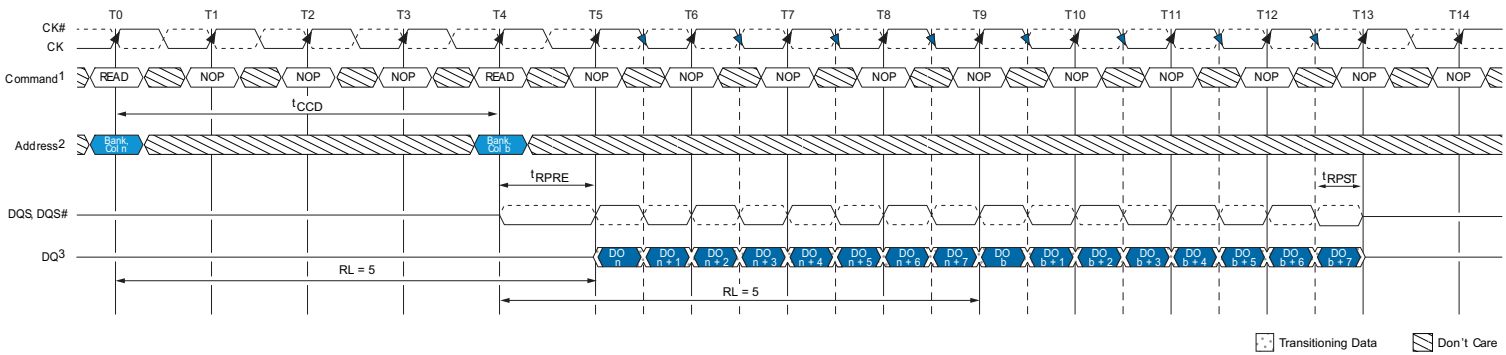 T0 T1 T2 T3 T4 T5 T6 T7 T8 T9 T10 T11 T12 T13 T14
CK#
CK
Command1 READ NOP NOP NOP READ NOP NOP NOP NOP NOP NOP NOP NOP NOP NOP
tCCD
Address2 Bank, Col n Bank, Col b
tRPRE tRPST
DQS, DQS#
DQ3 DO n DO n + 1 DO n + 2 DO n + 3 DO n + 4 DO n + 5 DO n + 6 DO n + 7 DO b DO b + 1 DO b + 2 DO b + 3 DO b + 4 DO b + 5 DO b + 6 DO b + 7
RL = 5
RL = 5
Transitioning Data Don't Care